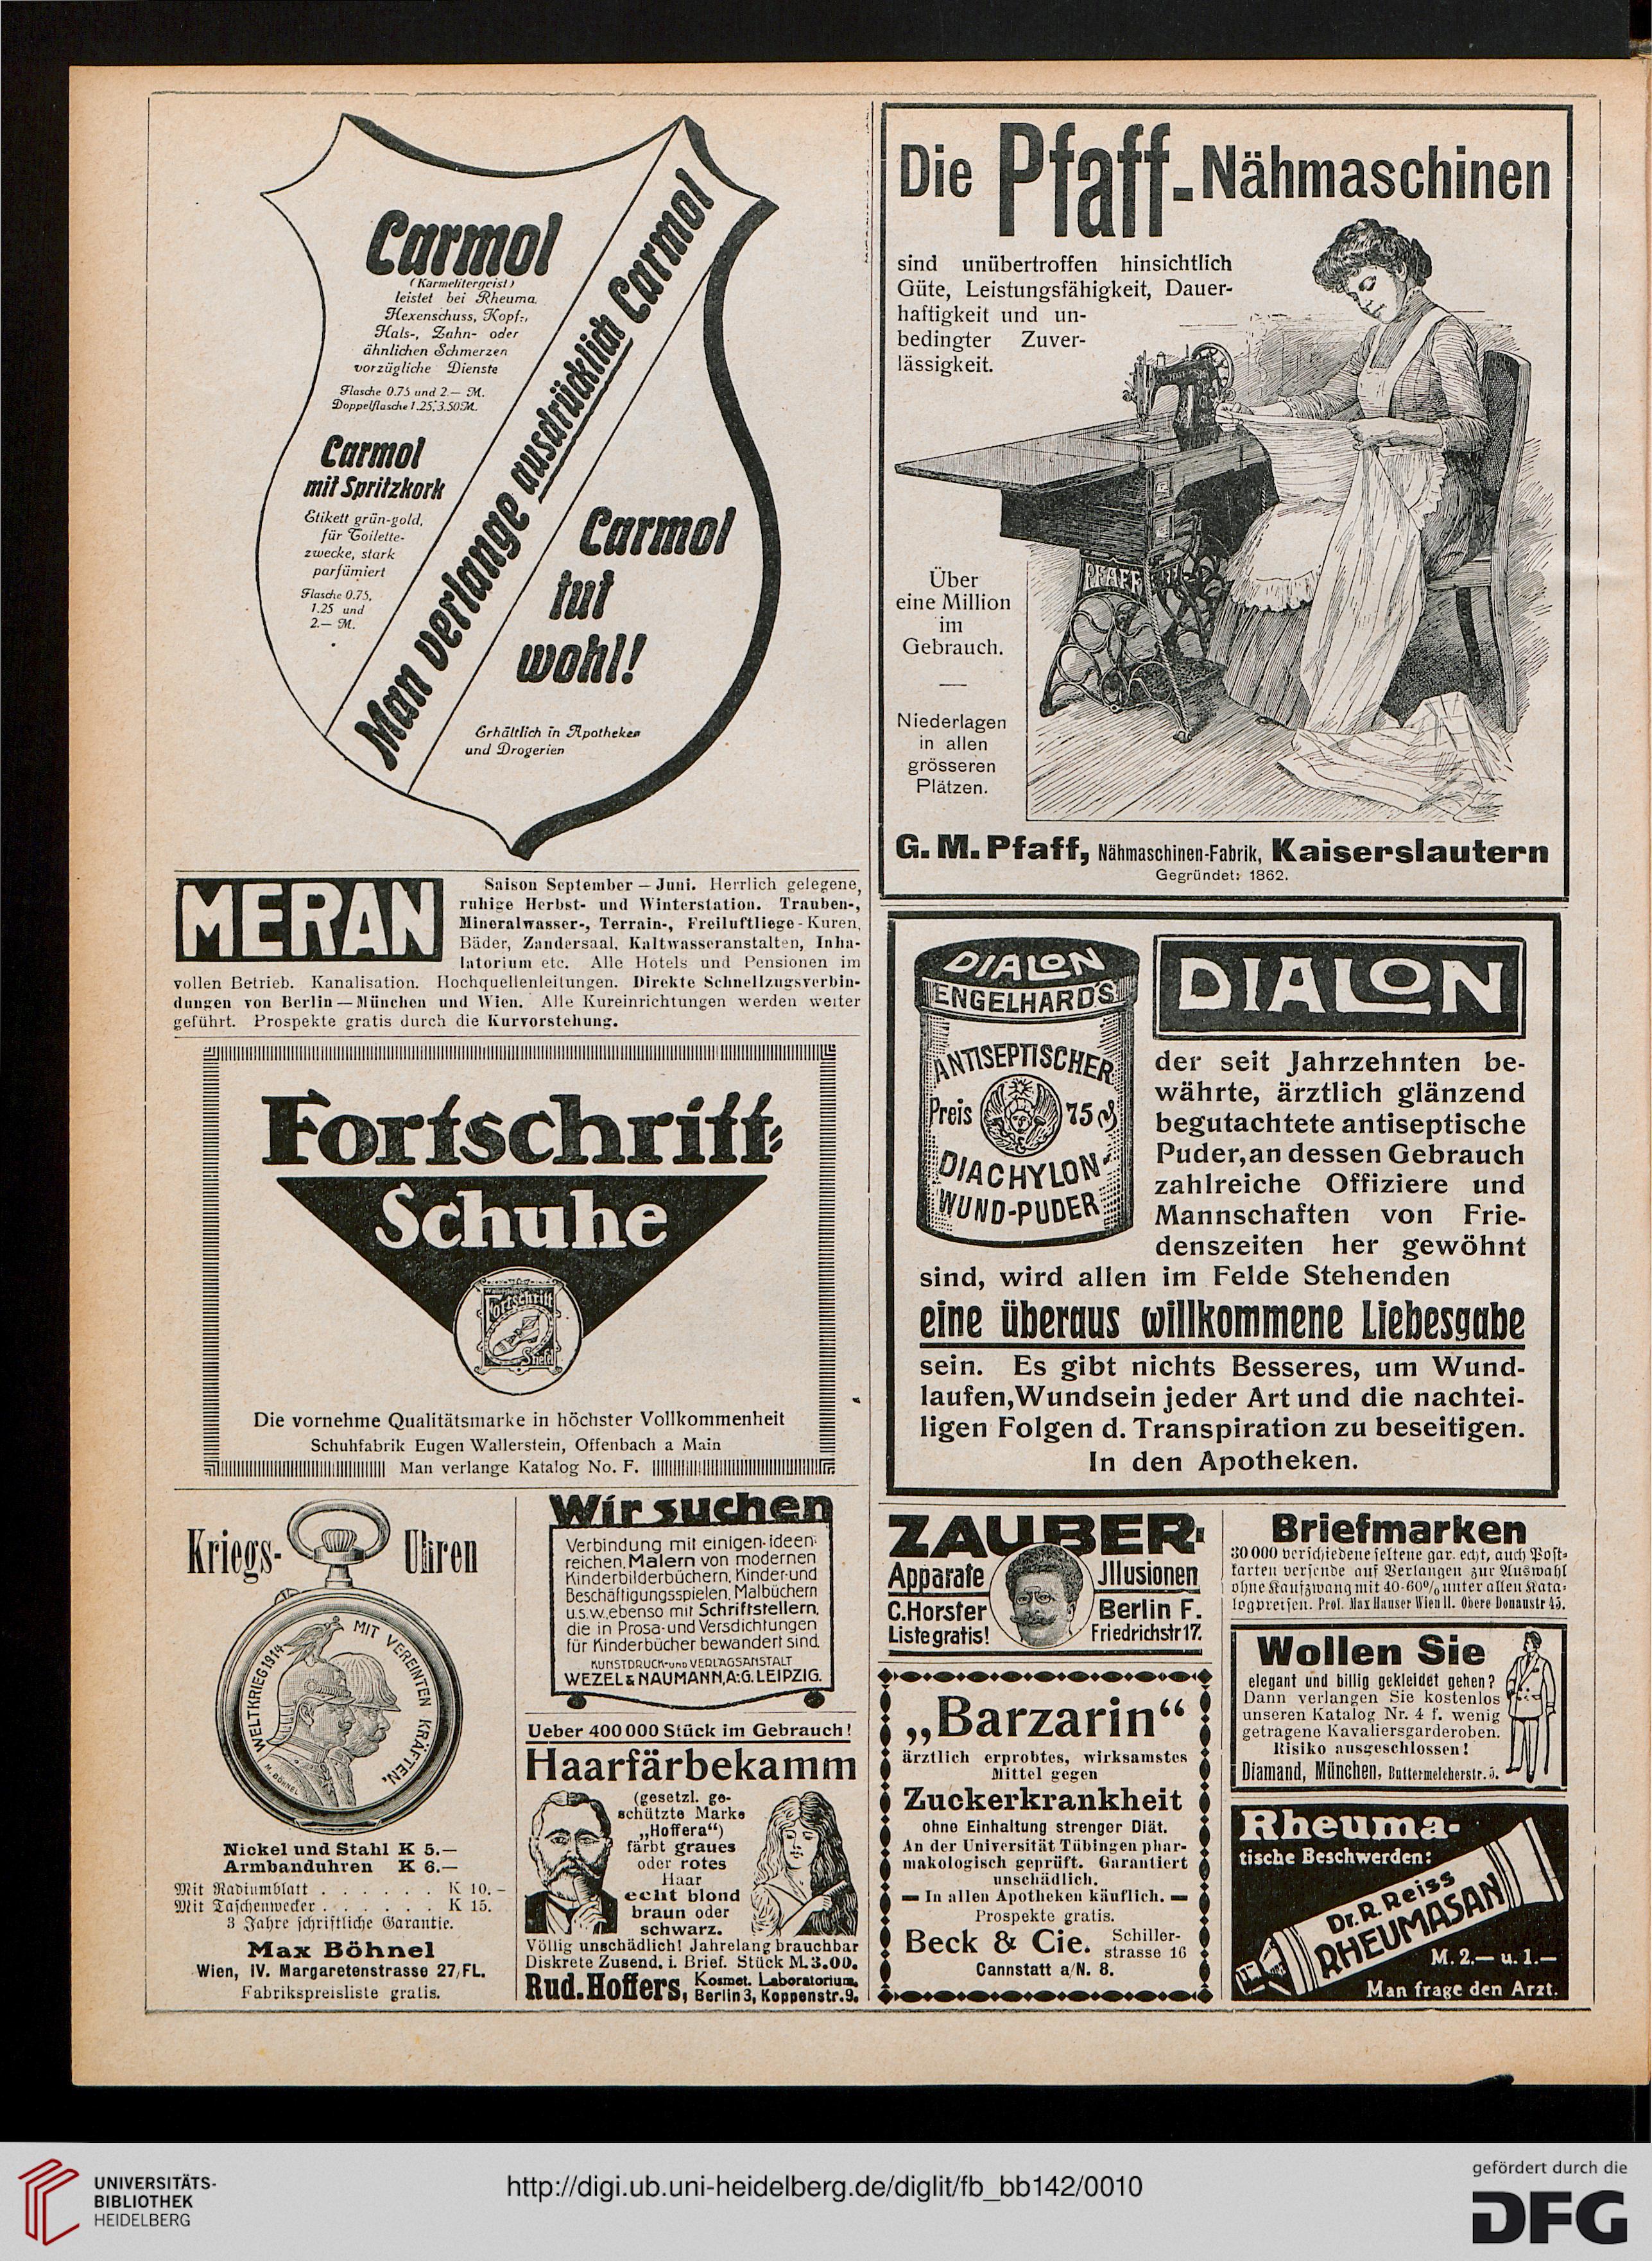 Carmol
(Karmelitergeist)
leistet bei Rheuma,
Hexenschuss, Kopf-,
Hals-, Zahn- oder
ähnlichen Schmerzen
vorzügliche Dienste
Flasche 0.75 und 2.— M.
Doppelflasche 1.25, 3.50 M.
Carmol
mit Spritzkork
Etikett grün-gold,
für Toilette-
zwecke, stark
parfümiert
Flasche 0.75,
1.25 und
2.— M.
Man verlange ausdrücklich Carmol
Carmol
tut
wohl!
Erhältlich in Apotheken
und Drogerien
MERAN
Saison September — Juni. Herrlich gelegene,
ruhige Herbst- und Winterstation. Trauben-,
Mineralwasser-, Terrain-, Freiluftliege-Kuren,
Bäder, Zandersaal, Kaltwasseranstalten, Inha-
latorium etc. Alle Hotels und Pensionen im
vollen Betrieb. Kanalisation. Hochquellenleitungen. Direkte Schnellzugsverbin-
dungen von Berlin — München und Wien. Alle Kureinrichtungen werden weiter
geführt. Prospekte gratis durch die Kurvorstehung.
Fortschritt-
Schuhe
Fortschritt
Stiefel
Die vornehme Qualitätsmarke in höchster Vollkommenheit
Schuhfabrik Eugen Wallerstein, Offenbach a Main
Man verlange Katalog No. F.
Kriegs- Uhren
WELTKRIEG 1914
MIT VEREINTEN KRÄFTEN.
M. BÖHNEL
Nickel und Stahl K 5.—
Armbanduhren K 6.—
Mit Radiumblatt . . . . . . K 10.—
Mit Taschenwecker . . . . . . K 15.
3 Jahre schriftliche Garantie.
Max Böhnel
Wien, IV. Margaretenstrasse 27/FL.
Fabrikspreisliste gratis.
Wir suchen
Verbindung mit einigen ideen-
reichen Malern von modernen
Kinderbilderbüchern, Kinder-und
Beschäftigungsspielen, Malbüchern
u.s.w. ebenso mit Schriftstellern,
die in Prosa-und Versdichtungen
für Kinderbücher bewandert sind.
KUNSTDRUCK-UND VERLAGSANSTALT
WEZEL & NAUMANN, A:G. LEIPZIG.
Ueber 400 000 Stück im Gebrauch!
Haarfärbekamm
(gesetzl. ge-
schützte Marke
„Hoffera“)
färbt graues
oder rotes
Haar
echt blond
braun oder
schwarz.
Völlig unschädlich! Jahrelang brauchbar
Diskrete Zusend. i. Brief. Stück M. 3.00.
Rud. Hoffers, Kosmet. Laboratorium,
Berlin 3, Koppenstr. 9.
Die Pfaff-Nähmaschinen
sind unübertroffen hinsichtlich
Güte, Leistungsfähigkeit, Dauer-
haftigkeit und un-
bedingter Zuver-
lässigkeit.
PFAFF
Über
eine Million
im
Gebrauch.
Niederlagen
in allen
grösseren
Plätzen.
G. M. Pfaff, Nähmaschinen-Fabrik, Kaiserslautern
Gegründet: 1862.
DIALON
ENGELHARD'S
ANTISEPTISCHER
Preis 75 ₰
DIACHYLON-
WUND-PUDER
DIALON
der seit Jahrzehnten be-
währte, ärztlich glänzend
begutachtete antiseptische
Puder, an dessen Gebrauch
zahlreiche Offiziere und
Mannschaften von Frie-
denszeiten her gewöhnt
sind, wird allen im Felde Stehenden
eine überaus willkommene Liebesgabe
sein. Es gibt nichts Besseres, um Wund-
laufen, Wundsein jeder Art und die nachtei-
ligen Folgen d. Transpiration zu beseitigen.
In den Apotheken.
ZAUBER-
Apparate Jllusionen
C. Horster Berlin F.
Liste gratis! Friedrichstr 17.
„Barzarin“
ärztlich erprobtes, wirksamstes
Mittel gegen
Zuckerkrankheit
ohne Einhaltung strenger Diät.
An der Universität Tübingen phar-
makologisch geprüft. Garantiert
unschädlich.
— In allen Apotheken käuflich. —
Prospekte gratis.
Beck & Cie. Schiller-
strasse 16
Cannstatt a/N. 8.
Briefmarken
30 000 verschiedene seltene gar. echt, auch Post-
karten versende auf Verlangen zur Auswahl
ohne Kaufzwang mit 40-60% unter allen Kata-
logpreisen. Prof. Max Hauser Wien II. Obere Donaustr 45.
Wollen Sie
elegant und billig gekleidet gehen?
Dann verlangen Sie kostenlos
unseren Katalog Nr. 4 f. wenig
getragene Kavaliersgarderoben.
Risiko ausgeschlossen!
Diamand, München, Buttermelcherstr. 5.
Rheuma-
tische Beschwerden:
Dr. R. Reiss
RHEUMASAN
M. 2.— u. 1.—
Man frage den Arzt.
UNIVERSITÄTS-
BIBLIOTHEK
HEIDELBERG
http://digi.ub.uni-heidelberg.de/diglit/fb_bb142/0010
gefördert durch die
DFG